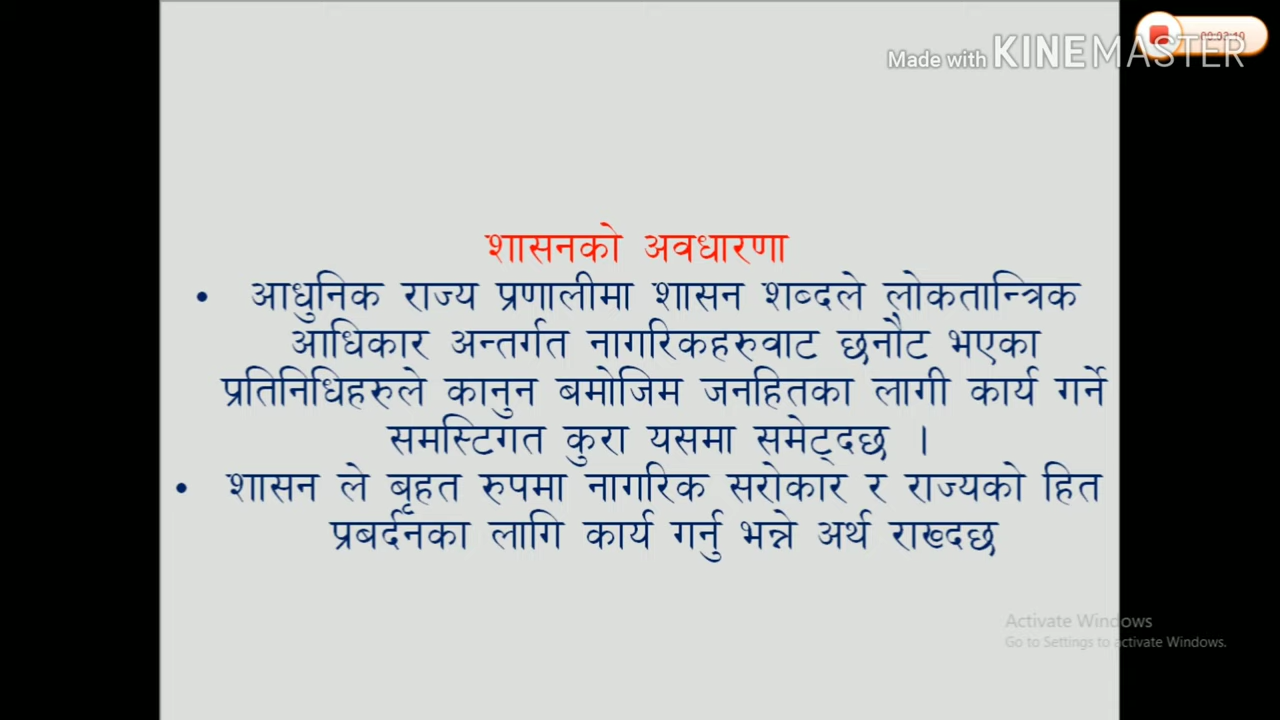 Made with KINEMASTER
शासनको अवधारणा
• आधुनिक राज्य प्रणालीमा शासन शब्दले लोकतान्त्रिक
आधिकार अन्तर्गत नागरिकहरुवाट छनौट भएका
प्रतिनिधिहरुले कानुन बमोजिम जनहितका लागी कार्य गर्ने
समस्टिगत कुरा यसमा समेट्दछ ।
• शासन ले बृहत रुपमा नागरिक सरोकार र राज्यको हित
प्रबर्दनका लागि कार्य गर्नु भन्ने अर्थ राख्दछ
Activate Windows
Go to Settings to activate Windows.